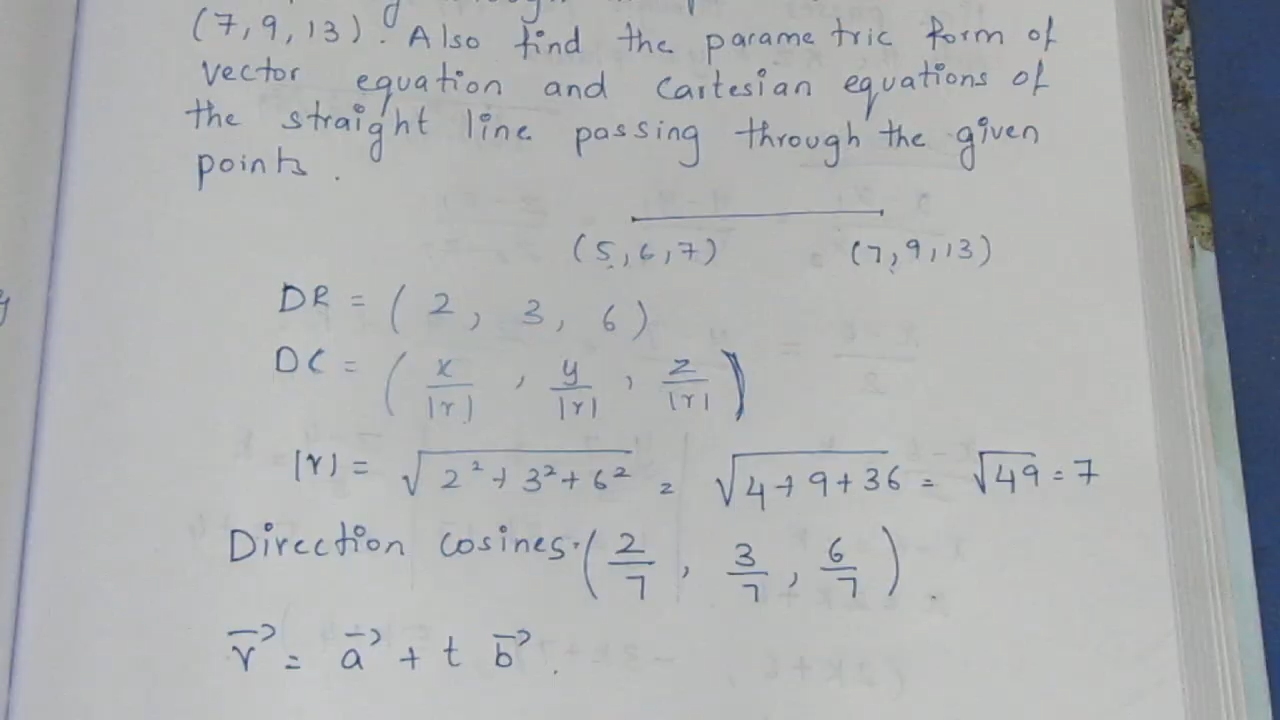 (7, 9, 13). Also find the parametric form of
vector equation and Cartesian equations of
the straight line passing through the given
points.
(5, 6, 7) (7, 9, 13)
DR = ( 2, 3, 6 )
DC = ( x/|r| , y/|r| , z/|r| )
|r| = √(2² + 3² + 6²) = √(4 + 9 + 36) = √49 = 7
Direction cosines. ( 2/7 , 3/7 , 6/7 ).
r⃗ = a⃗ + t b⃗.